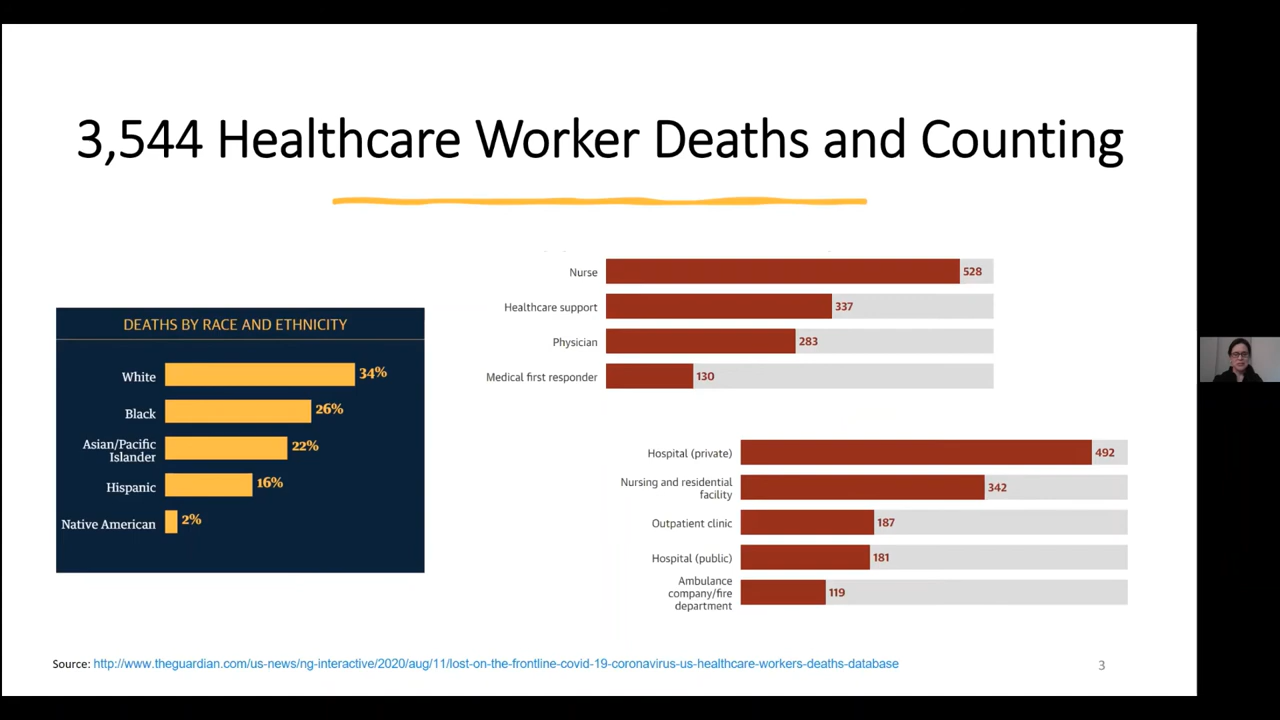 3,544 Healthcare Worker Deaths and Counting
DEATHS BY RACE AND ETHNICITY
White 34%
Black 26%
Asian/Pacific
Islander 22%
Hispanic 16%
Native American 2%
Nurse 528
Healthcare support 337
Physician 283
Medical first responder 130
Hospital (private) 492
Nursing and residential
facility 342
Outpatient clinic 187
Hospital (public) 181
Ambulance
company/fire 119
department
Source: http://www.theguardian.com/us-news/ng-interactive/2020/aug/11/lost-on-the-frontline-covid-19-coronavirus-us-healthcare-workers-deaths-database
3